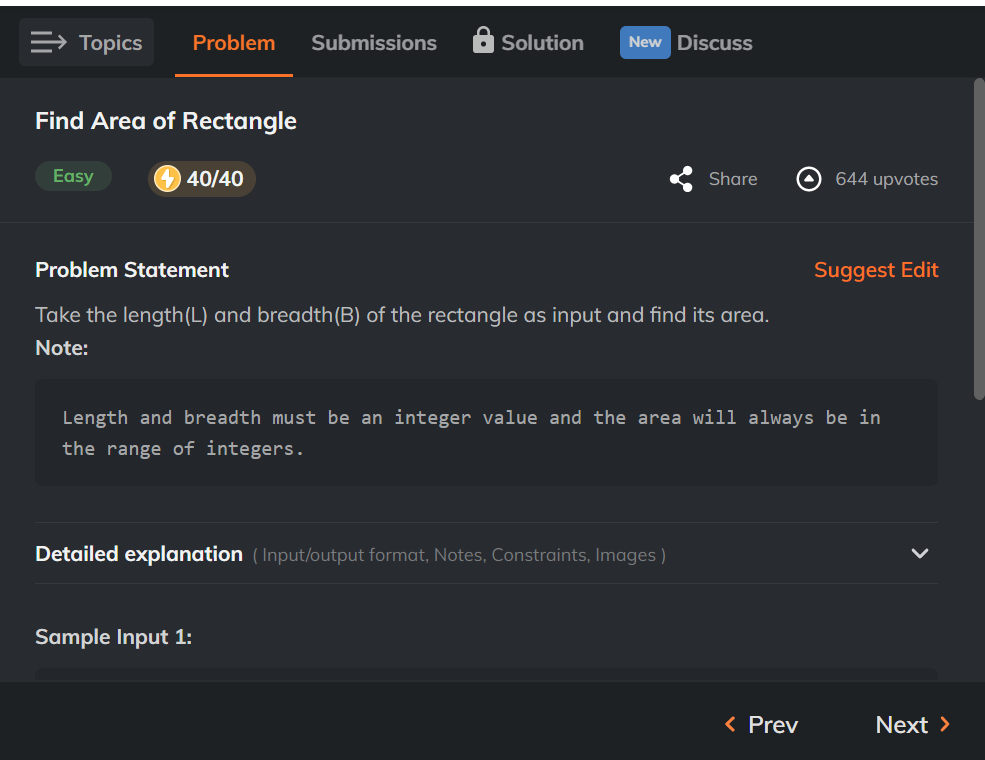 Topics Problem Submissions Solution New Discuss
Find Area of Rectangle
Easy 40/40 Share 644 upvotes
Problem Statement Suggest Edit
Take the length(L) and breadth(B) of the rectangle as input and find its area.
Note:
Length and breadth must be an integer value and the area will always be in
the range of integers.
Detailed explanation ( Input/output format, Notes, Constraints, Images )
Sample Input 1:
Prev Next